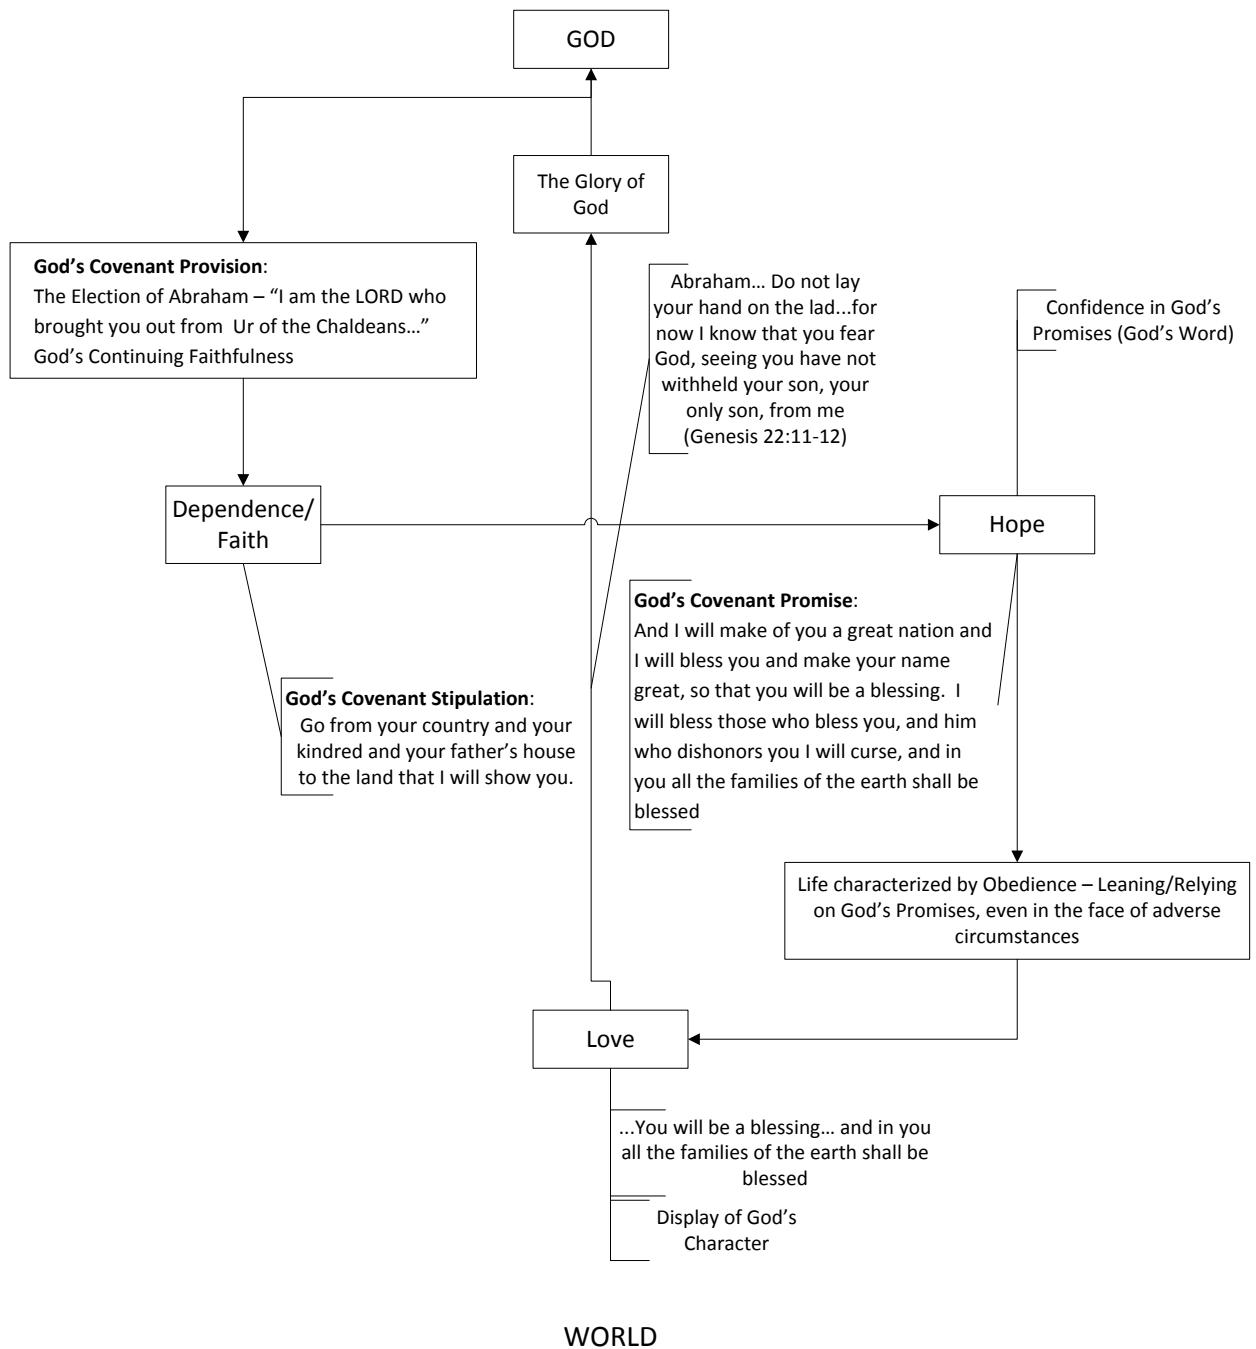 GOD
The Glory of
God
God’s Covenant Provision:
The Election of Abraham – “I am the LORD who
brought you out from  Ur of the Chaldeans…”
God’s Continuing Faithfulness
Abraham… Do not lay
your hand on the lad...for
now I know that you fear
God, seeing you have not
withheld your son, your
only son, from me
(Genesis 22:11-12)
Confidence in God’s
Promises (God’s Word)
Dependence/
Faith
Hope
God’s Covenant Stipulation:
Go from your country and your
kindred and your father’s house
to the land that I will show you.
God’s Covenant Promise:
And I will make of you a great nation and
I will bless you and make your name
great, so that you will be a blessing.  I
will bless those who bless you, and him
who dishonors you I will curse, and in
you all the families of the earth shall be
blessed
Life characterized by Obedience – Leaning/Relying
on God’s Promises, even in the face of adverse
circumstances
Love
...You will be a blessing… and in you
all the families of the earth shall be
blessed
Display of God’s
Character
WORLD